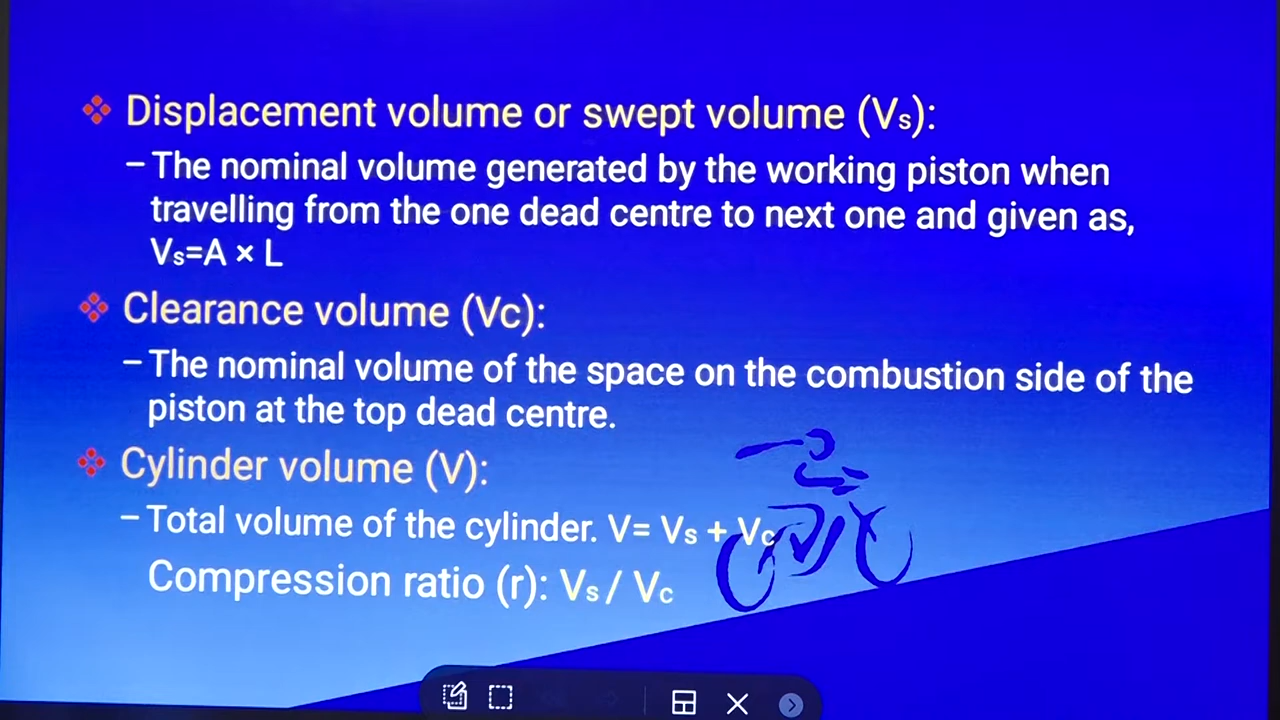 Displacement volume or swept volume (Vs):
– The nominal volume generated by the working piston when
travelling from the one dead centre to next one and given as,
Vs=A × L
Clearance volume (Vc):
– The nominal volume of the space on the combustion side of the
piston at the top dead centre.
Cylinder volume (V):
– Total volume of the cylinder. V= Vs + Vc
Compression ratio (r): Vs / Vc